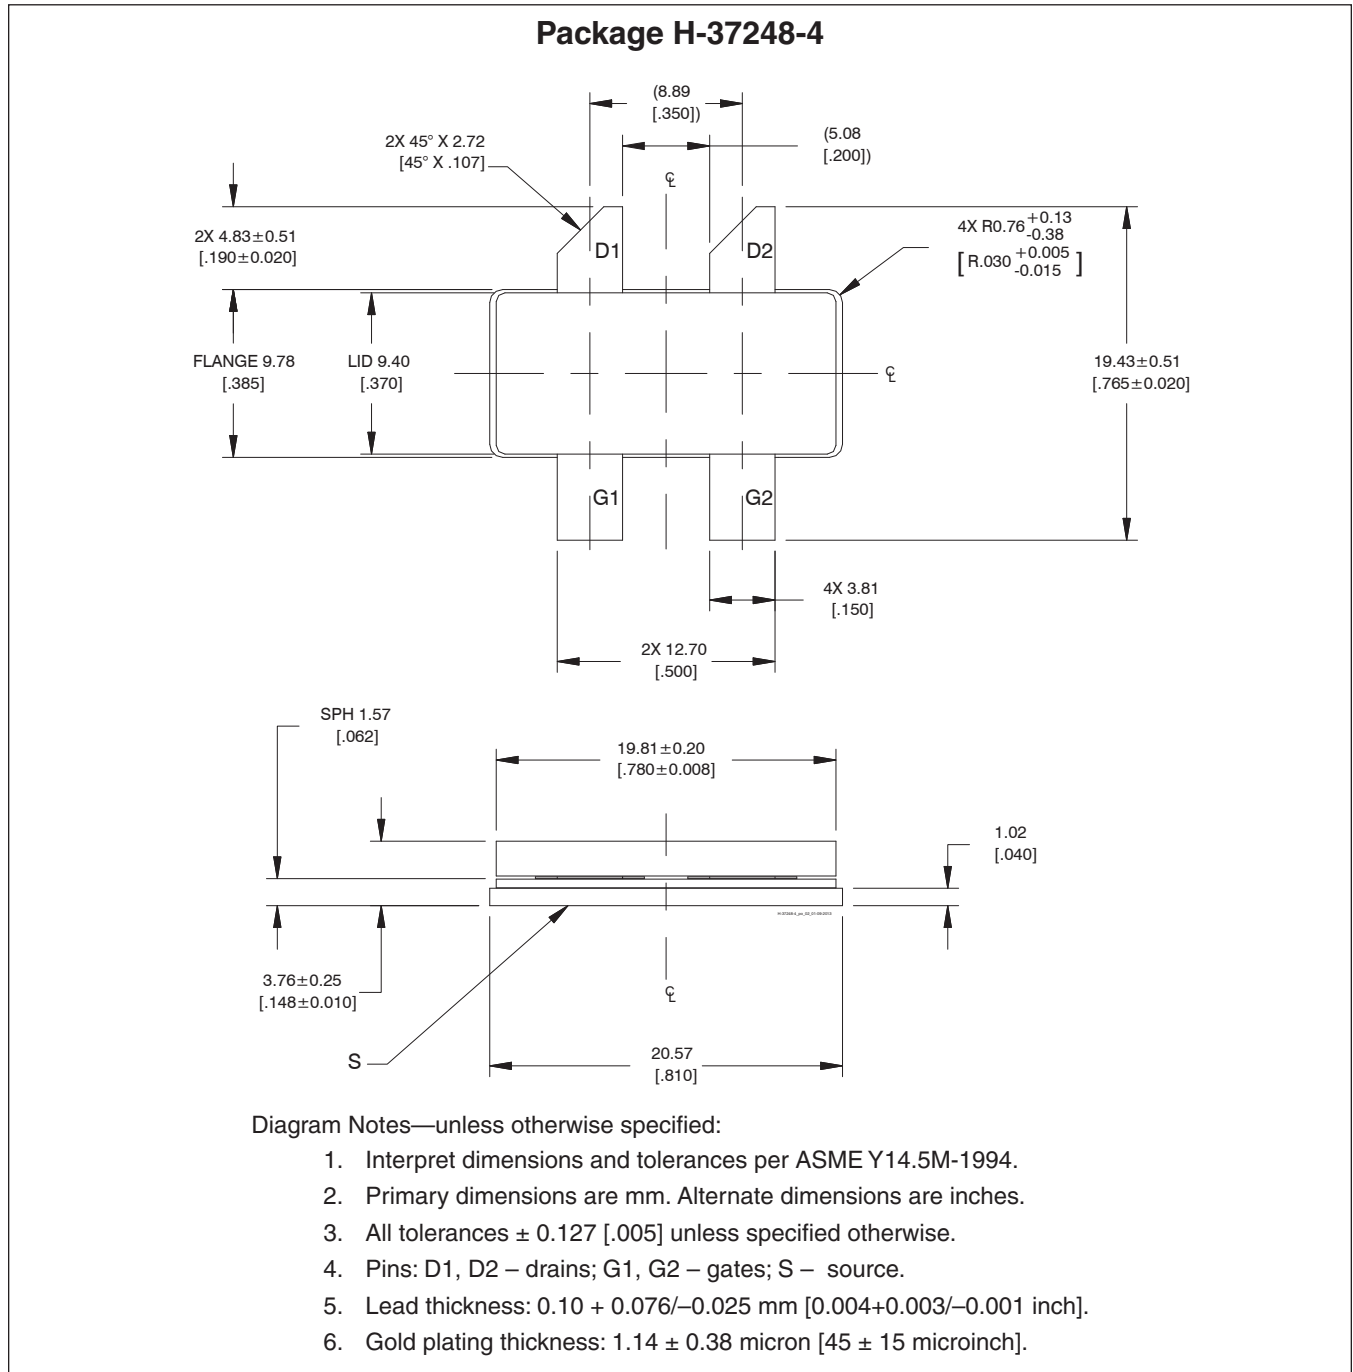 Package H-37248-4
(8.89
[.350])
2X 45° X 2.72
[45° X .107]
(5.08
[.200])
℄
2X 4.83±0.51
[.190±0.020]
D1
D2
4X R0.76 +0.13
-0.38
[ R.030 +0.005
-0.015 ]
FLANGE 9.78
[.385]
LID 9.40
[.370]
℄
19.43±0.51
[.765±0.020]
G1
G2
4X 3.81
[.150]
2X 12.70
[.500]
SPH 1.57
[.062]
19.81±0.20
[.780±0.008]
1.02
[.040]
H-37248-4_po_02_01-08-2013
3.76±0.25
[.148±0.010]
℄
S
20.57
[.810]
Diagram Notes—unless otherwise specified:
1. Interpret dimensions and tolerances per ASME Y14.5M-1994.
2. Primary dimensions are mm. Alternate dimensions are inches.
3. All tolerances ± 0.127 [.005] unless specified otherwise.
4. Pins: D1, D2 – drains; G1, G2 – gates; S – source.
5. Lead thickness: 0.10 + 0.076/–0.025 mm [0.004+0.003/–0.001 inch].
6. Gold plating thickness: 1.14 ± 0.38 micron [45 ± 15 microinch].